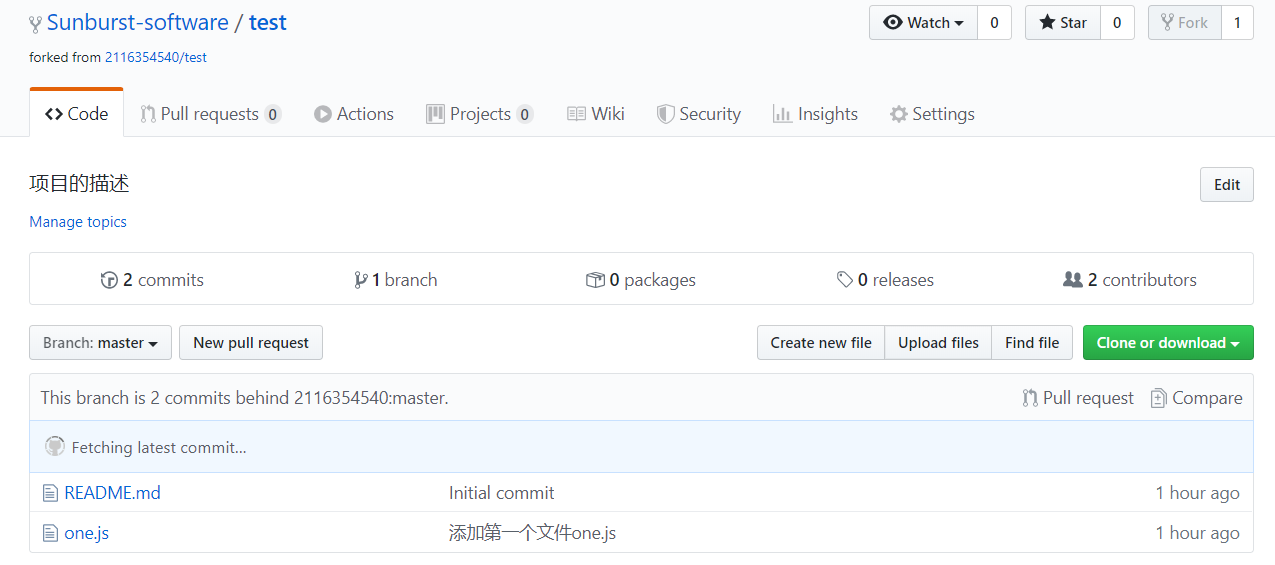 Sunburst-software / test Watch 0 Star 0 Fork 1
forked from 2116354540/test
Code Pull requests 0 Actions Projects 0 Wiki Security Insights Settings
项目的描述 Edit
Manage topics
2 commits 1 branch 0 packages 0 releases 2 contributors
Branch: master New pull request Create new file Upload files Find file Clone or download
This branch is 2 commits behind 2116354540:master. Pull request Compare
Fetching latest commit...
README.md Initial commit 1 hour ago
one.js 添加第一个文件one.js 1 hour ago